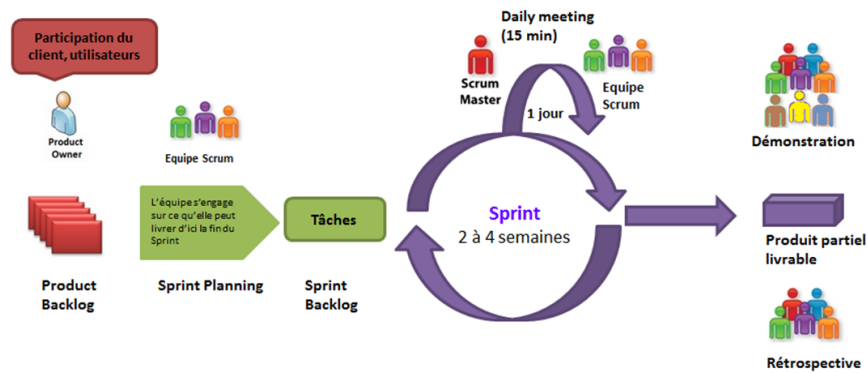 Participation du
client, utilisateurs
Product
Owner
Equipe Scrum
L'équipe s'engage
sur ce qu'elle peut
livrer d'ici la fin du
Sprint
Tâches
Product
Backlog
Sprint Planning
Sprint
Backlog
Daily meeting
(15 min)
Scrum
Master
1 jour
Equipe
Scrum
Sprint
2 à 4 semaines
Démonstration
Produit partiel
livrable
Rétrospective